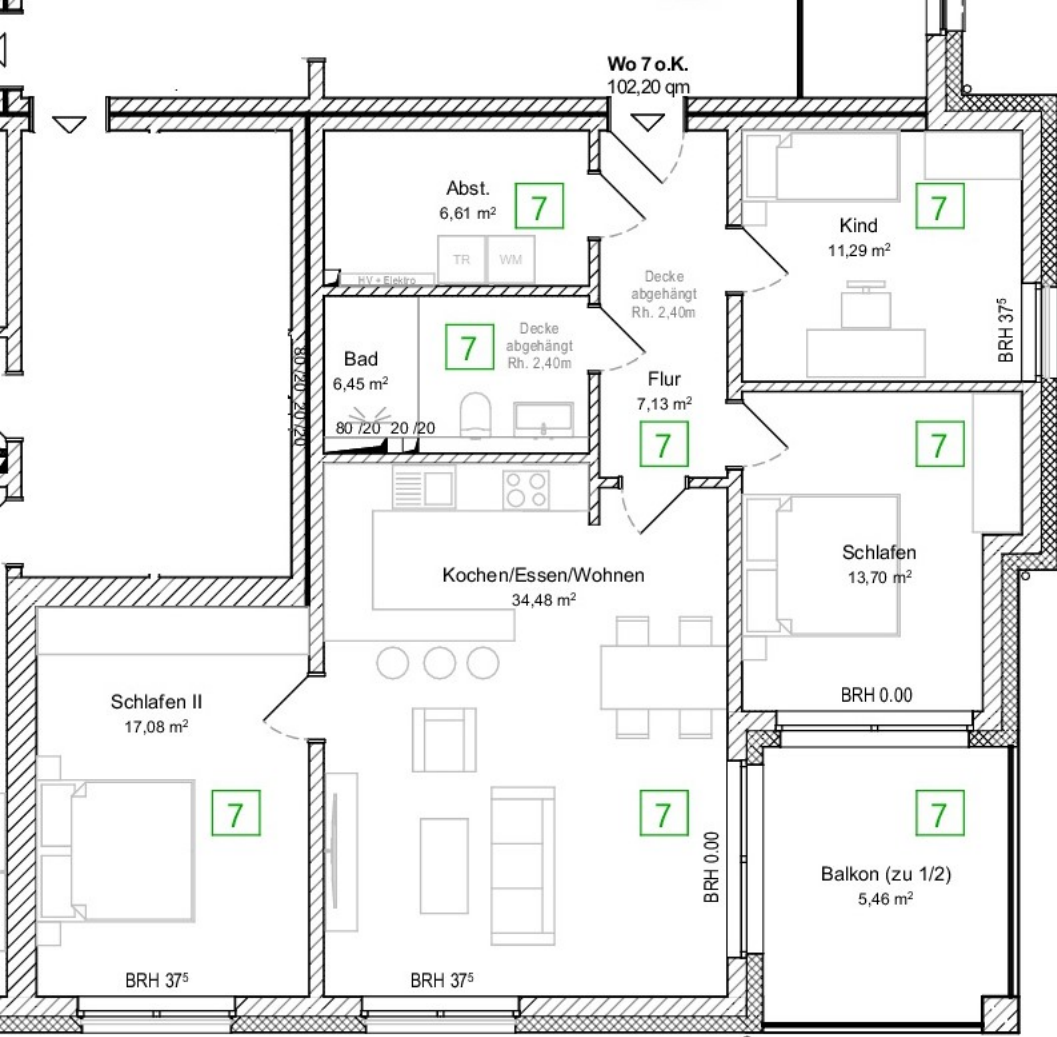 Wo 7 o.K.
102,20 qm
Abst.
6,61 m²
7
TR
WM
HV + Elektro
Kind
11,29 m²
7
BRH 37⁵
Decke
abgehängt
Rh. 2,40m
Bad
6,45 m²
7
Decke
abgehängt
Rh. 2,40m
80 /20 20 /20
80 /20 20 /20
Flur
7,13 m²
7
7
Schlafen
13,70 m²
BRH 0.00
Kochen/Essen/Wohnen
34,48 m²
Schlafen II
17,08 m²
7
BRH 37⁵
7
BRH 37⁵
BRH 0.00
7
Balkon (zu 1/2)
5,46 m²